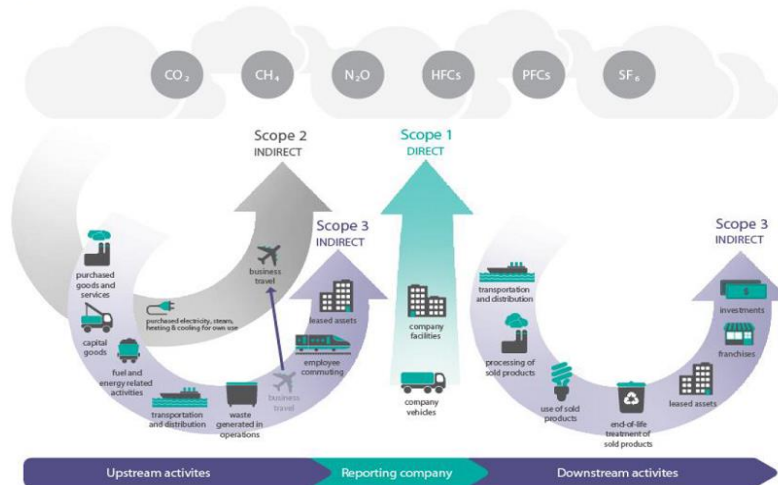 CO₂
CH₄
N₂O
HFCs
PFCs
SF₆
Scope 2
INDIRECT
Scope 1
DIRECT
Scope 3
INDIRECT
Scope 3
INDIRECT
purchased
goods and
services
capital
goods
fuel and
energy related
activities
transportation
and distribution
waste
generated in
operations
business
travel
employee
commuting
leased assets
purchased electricity, steam,
heating & cooling for own use
business
travel
company
facilities
company
vehicles
transportation
and distribution
processing of
sold products
use of sold
products
end-of-life
treatment of
sold products
leased assets
franchises
investments
Upstream activites
Reporting company
Downstream activites